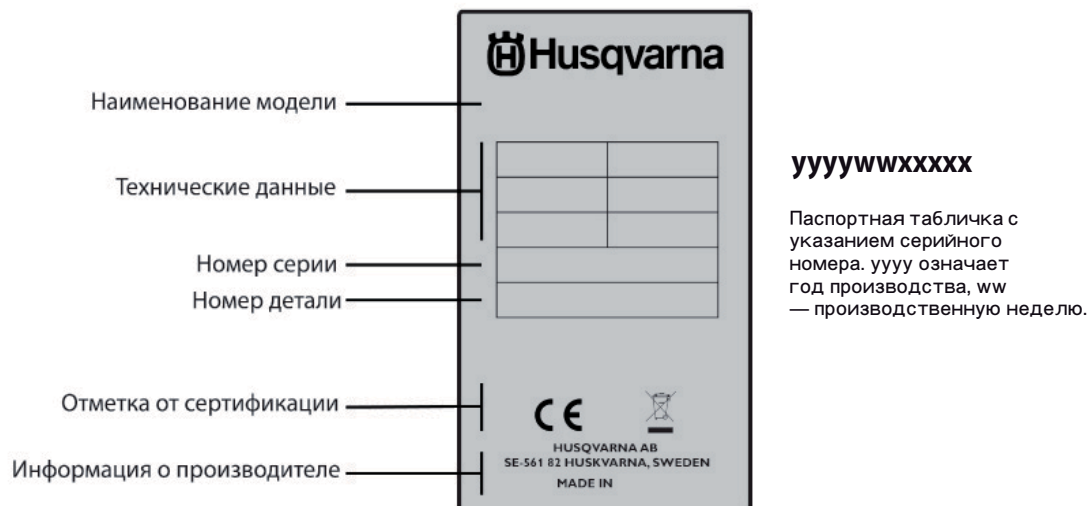 Husqvarna
Наименование модели
Технические данные
Номер серии
Номер детали
Отметка от сертификации
Информация о производителе
CE
HUSQVARNA AB
SE-561 82 HUSKVARNA, SWEDEN
MADE IN
yyyywwxxxxx
Паспортная табличка с
указанием серийного
номера. yyyy означает
год производства, ww
— производственную неделю.